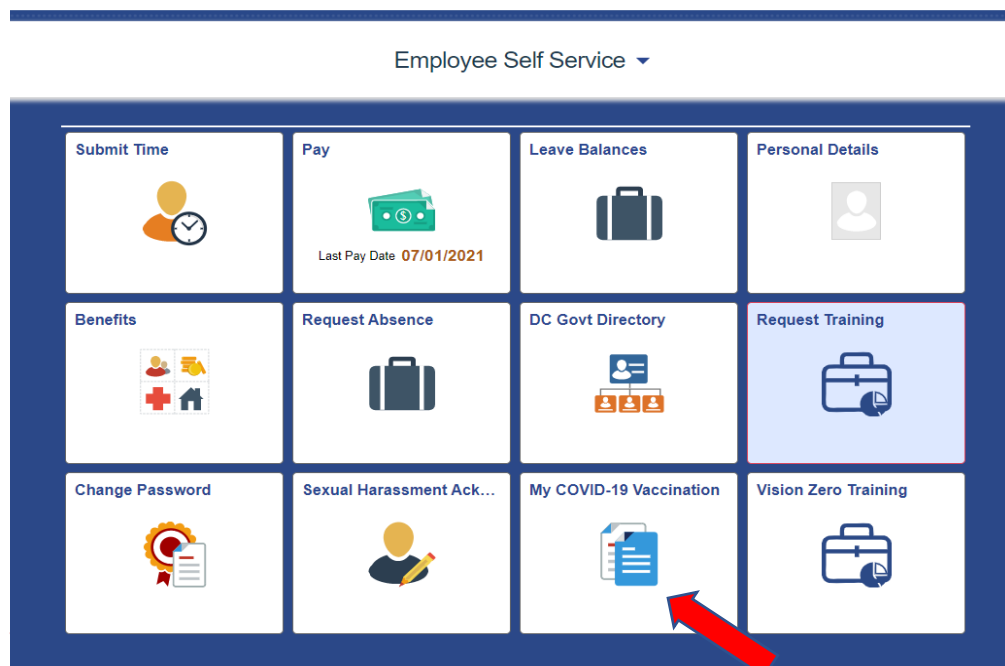 Employee Self Service
Submit Time
Pay
Leave Balances
Personal Details
Last Pay Date 07/01/2021
Benefits
Request Absence
DC Govt Directory
Request Training
Change Password
Sexual Harassment Ack...
My COVID-19 Vaccination
Vision Zero Training